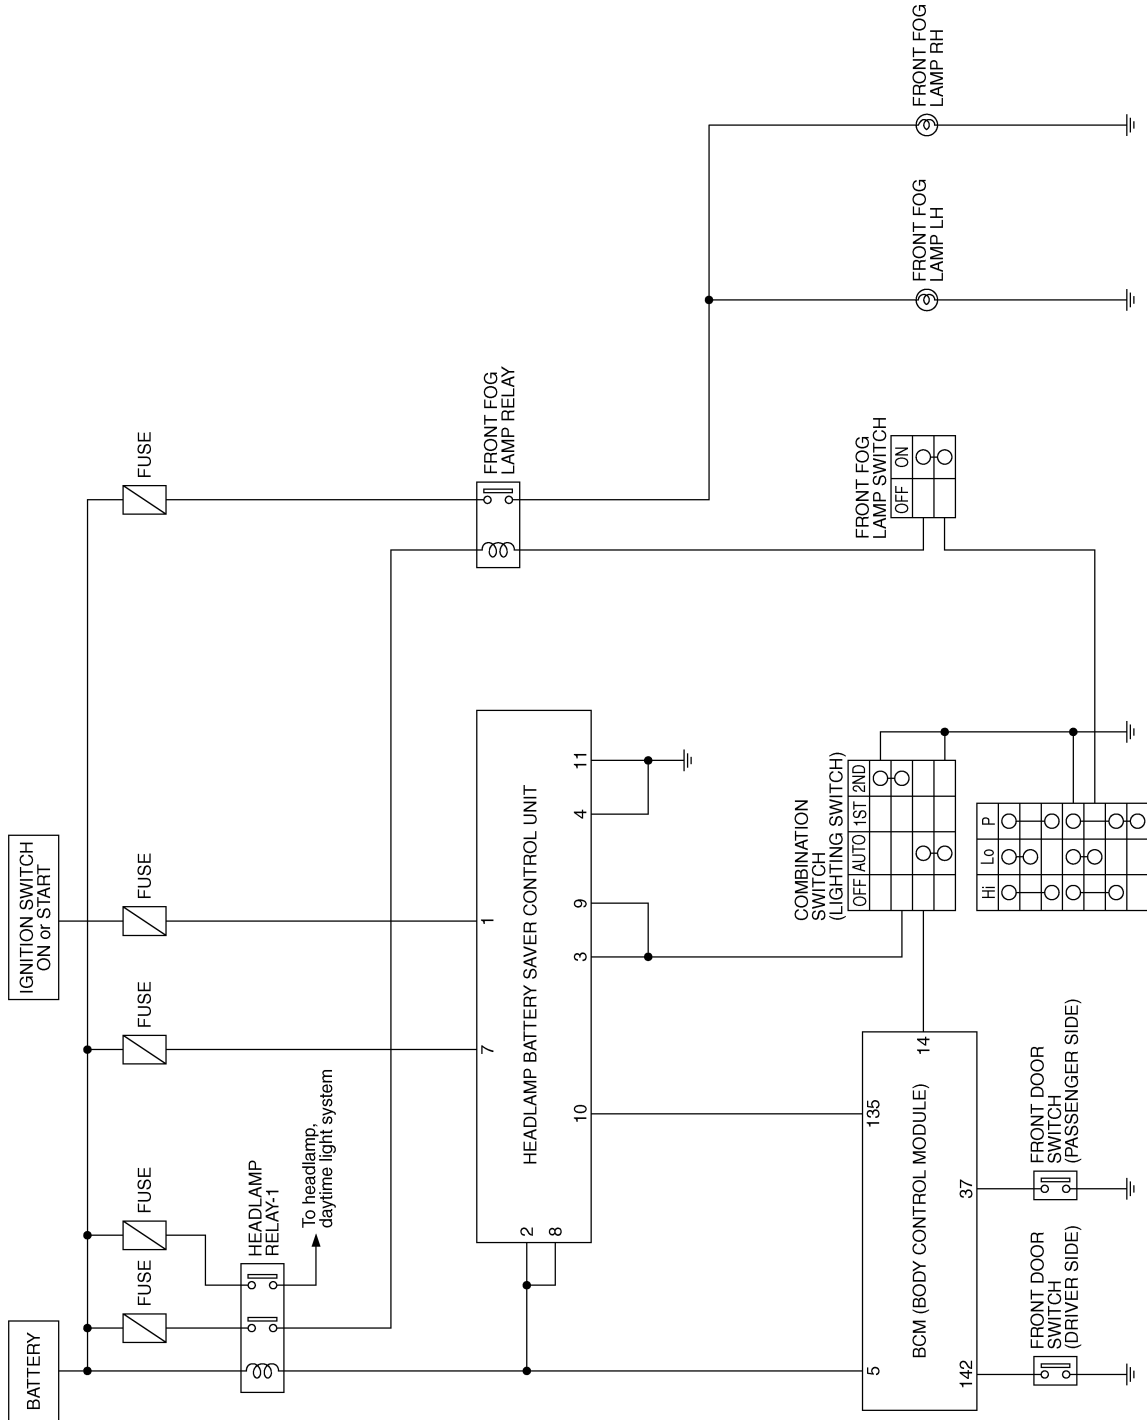 BATTERY
IGNITION SWITCH
ON or START
FUSE
FUSE
FUSE
FUSE
FUSE
HEADLAMP
RELAY-1
To headlamp,
daytime light system
FRONT FOG
LAMP RELAY
7
1
HEADLAMP BATTERY SAVER CONTROL UNIT
2
8
10
3
9
4
11
FRONT FOG
LAMP SWITCH
OFF
ON
FRONT FOG
LAMP LH
FRONT FOG
LAMP RH
COMBINATION
SWITCH
(LIGHTING SWITCH)
OFF
AUTO
1ST
2ND
Hi
Lo
P
5
135
14
BCM (BODY CONTROL MODULE)
142
37
FRONT DOOR
SWITCH
(DRIVER SIDE)
FRONT DOOR
SWITCH
(PASSENGER SIDE)